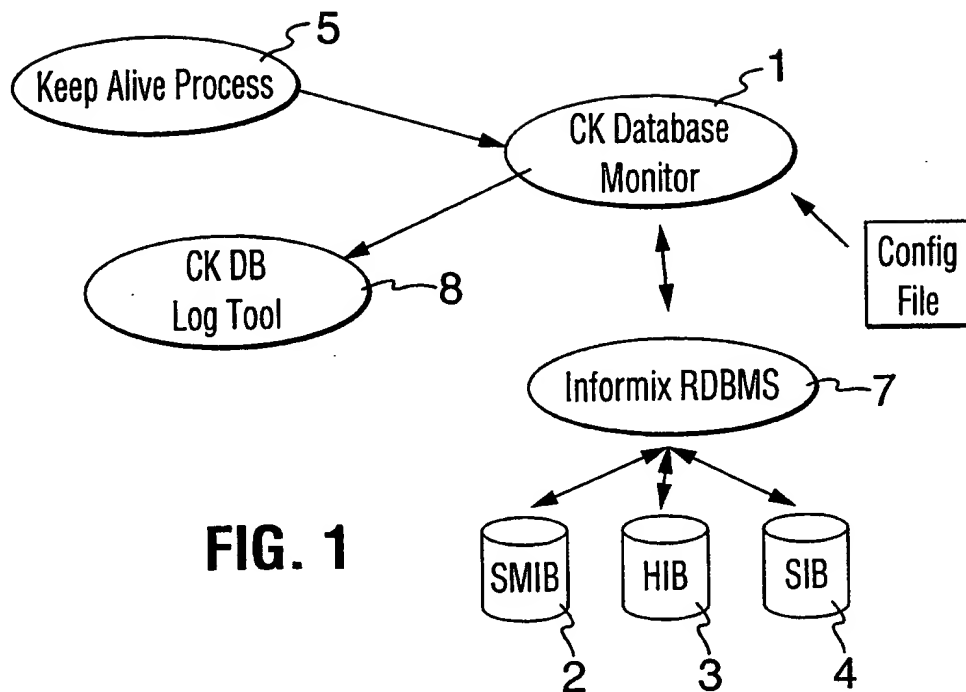 5
Keep Alive Process
1
CK Database
Monitor
CK DB
Log Tool
8
Config
File
Informix RDBMS
7
FIG. 1
SMIB
HIB
SIB
2
3
4